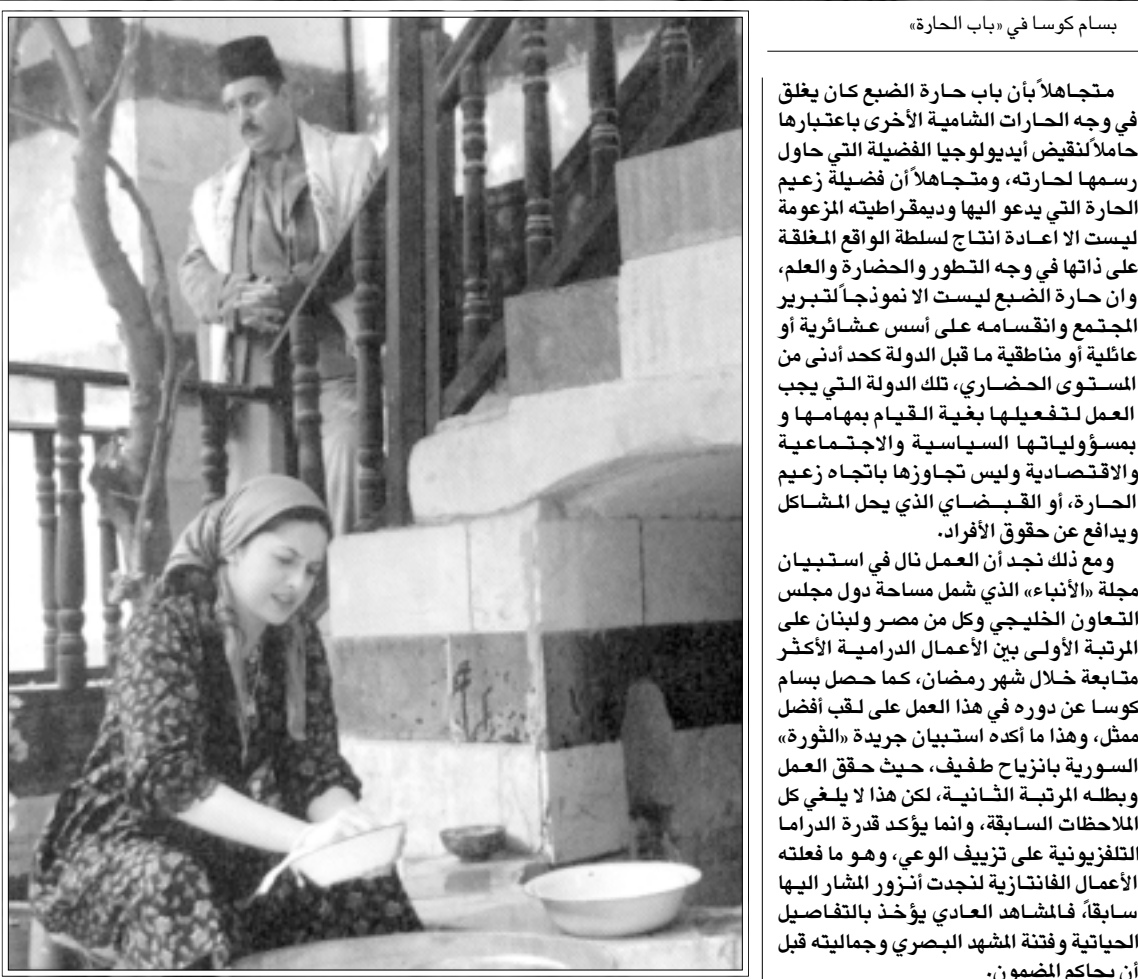 بسام كوسا في «باب الحارة»
متجاهلاً بأن باب حارة الضبع كان يغلق
في وجه الحارات الشامية الأخرى باعتبارها
حاملاً لنقيض أيديولوجيا الفضيلة التي حاول
رسمها لحارته، ومتجاهلاً أن فضيلة زعيم
الحارة التي يدعو اليها وديمقراطيته المزعومة
ليست الا اعادة انتاج لسلطة الواقع المغلقة
على ذاتها في وجه التطور والحضارة والعلم،
وان حارة الضبع ليست الا نموذجاً لتبرير
المجتمع وانقسامه على أسس عشائرية أو
عائلية أو مناطقية ما قبل الدولة كحد أدنى من
المستوى الحضاري، تلك الدولة التي يجب
العمل لتفعيلها بغية القيام بمهامها و
بمسؤولياتها السياسية والاجتماعية
والاقتصادية وليس تجاوزها باتجاه زعيم
الحارة، أو القبضاي الذي يحل المشاكل
ويدافع عن حقوق الأفراد.
ومع ذلك نجد أن العمل نال في استبيان
مجلة «الأنباء» الذي شمل مساحة دول مجلس
التعاون الخليجي وكل من مصر ولبنان على
المرتبة الأولى بين الأعمال الدرامية الأكثر
متابعة خلال شهر رمضان، كما حصل بسام
كوسا عن دوره في هذا العمل على لقب أفضل
ممثل، وهذا ما أكده استبيان جريدة «الثورة»
السورية بانزياح طفيف، حيث حقق العمل
وبطله المرتبة الثانية، لكن هذا لا يلغي كل
الملاحظات السابقة، وانما يؤكد قدرة الدراما
التلفزيونية على تزييف الوعي، وهو ما فعلته
الأعمال الفانتازية لنجدت أنزور المشار اليها
سابقاً، فالمشاهد العادي يؤخذ بالتفاصيل
الحياتية وفتنة المشهد البصري وجماليته قبل
أن يحاكم المضمون.